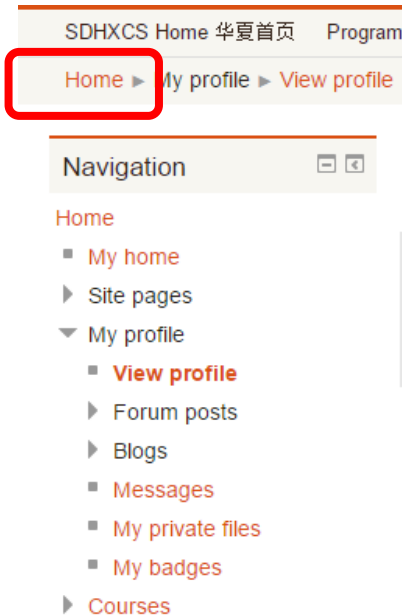 SDHXCS Home 华夏首页 Program
Home ► My profile ► View profile
Navigation
Home
My home
Site pages
My profile
View profile
Forum posts
Blogs
Messages
My private files
My badges
Courses